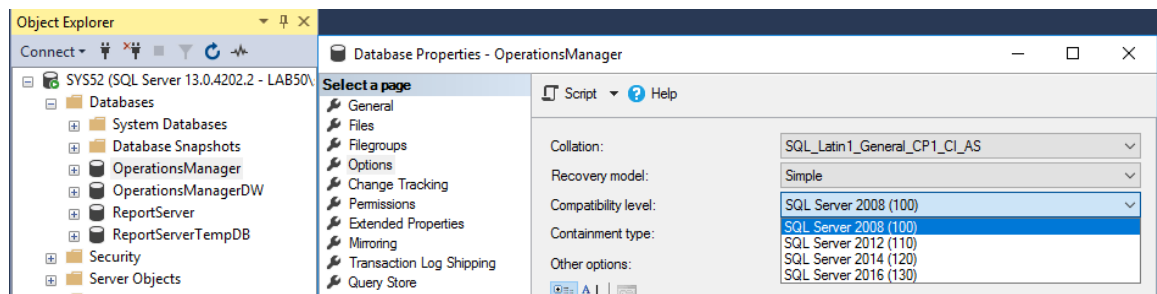 Object Explorer
Connect
SYS52 (SQL Server 13.0.4202.2 - LAB50\
Databases
System Databases
Database Snapshots
OperationsManager
OperationsManagerDW
ReportServer
ReportServerTempDB
Security
Server Objects
Database Properties - OperationsManager
Select a page
General
Files
Filegroups
Options
Change Tracking
Permissions
Extended Properties
Mirroring
Transaction Log Shipping
Query Store
Script
Help
Collation: SQL_Latin1_General_CP1_CI_AS
Recovery model: Simple
Compatibility level: SQL Server 2008 (100)
SQL Server 2008 (100)
SQL Server 2012 (110)
SQL Server 2014 (120)
SQL Server 2016 (130)
Containment type:
Other options: